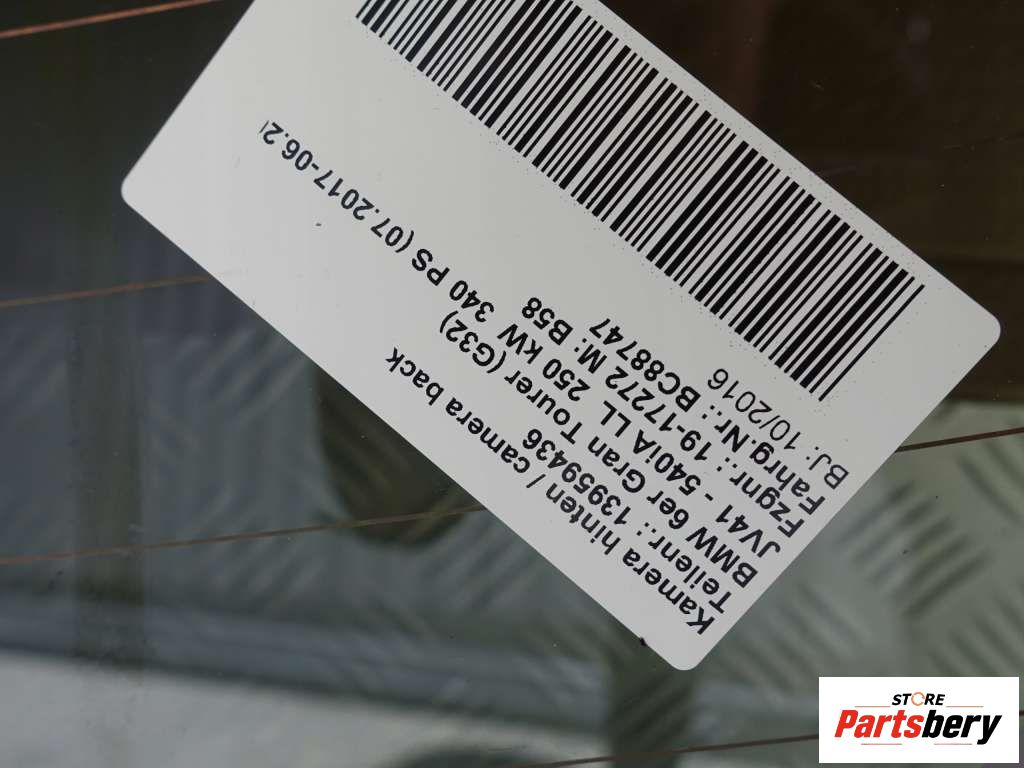 Kamera hinten / camera back
Teilenr.: 13959436
BMW 6er Gran Tourer (G32)
JV41 - 540iA LL 250 kW 340 PS (07.2017-06.2
Fzgnr.: 19-17272 M: B58
Fahrg.Nr.: BC88747
BJ.: 10/2016
STORE
Partsbery